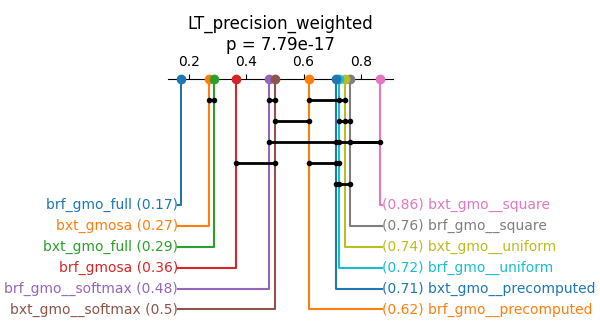 LT_precision_weighted
p = 7.79e-17
0.2 0.4 0.6 0.8
brf_gmo_full (0.17) (0.86) bxt_gmo__square
bxt_gmosa (0.27) (0.76) brf_gmo__square
bxt_gmo_full (0.29) (0.74) bxt_gmo__uniform
brf_gmosa (0.36) (0.72) brf_gmo__uniform
brf_gmo__softmax (0.48) (0.71) bxt_gmo__precomputed
bxt_gmo__softmax (0.5) (0.62) brf_gmo__precomputed